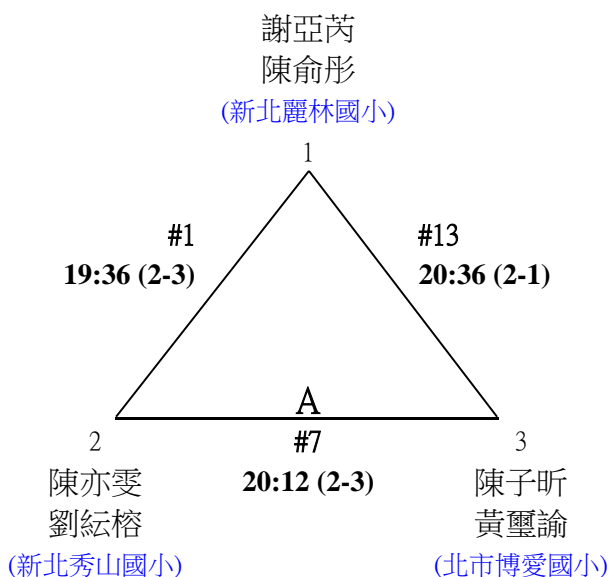 謝亞芮
陳俞彤
(新北麗林國小)
1
#1
19:36 (2-3)
#13
20:36 (2-1)
A
2
#7
3
陳亦雯
20:12 (2-3)
陳子昕
劉紜榕
黃璽諭
(新北秀山國小)
(北市博愛國小)